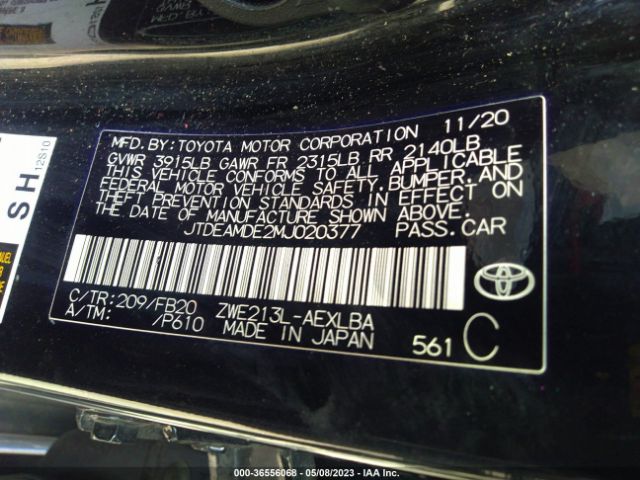 MFD.BY:TOYOTA MOTOR CORPORATION 11/20
GVWR 3915LB GAWR FR 2315LB RR 2140LB
THIS VEHICLE CONFORMS TO ALL APPLICABLE
FEDERAL MOTOR VEHICLE SAFETY,BUMPER,AND
THEFT PREVENTION STANDARDS IN EFFECT ON
THE DATE OF MANUFACTURE SHOWN ABOVE.
JTDEAMDE2MJ020377 PASS.CAR
C/TR:209/FB20 ZWE213L-AEXLBA
A/TM: /P610 MADE IN JAPAN 561 C
SH
12S10
000-36556068 - 05/08/2023 - IAA Inc.